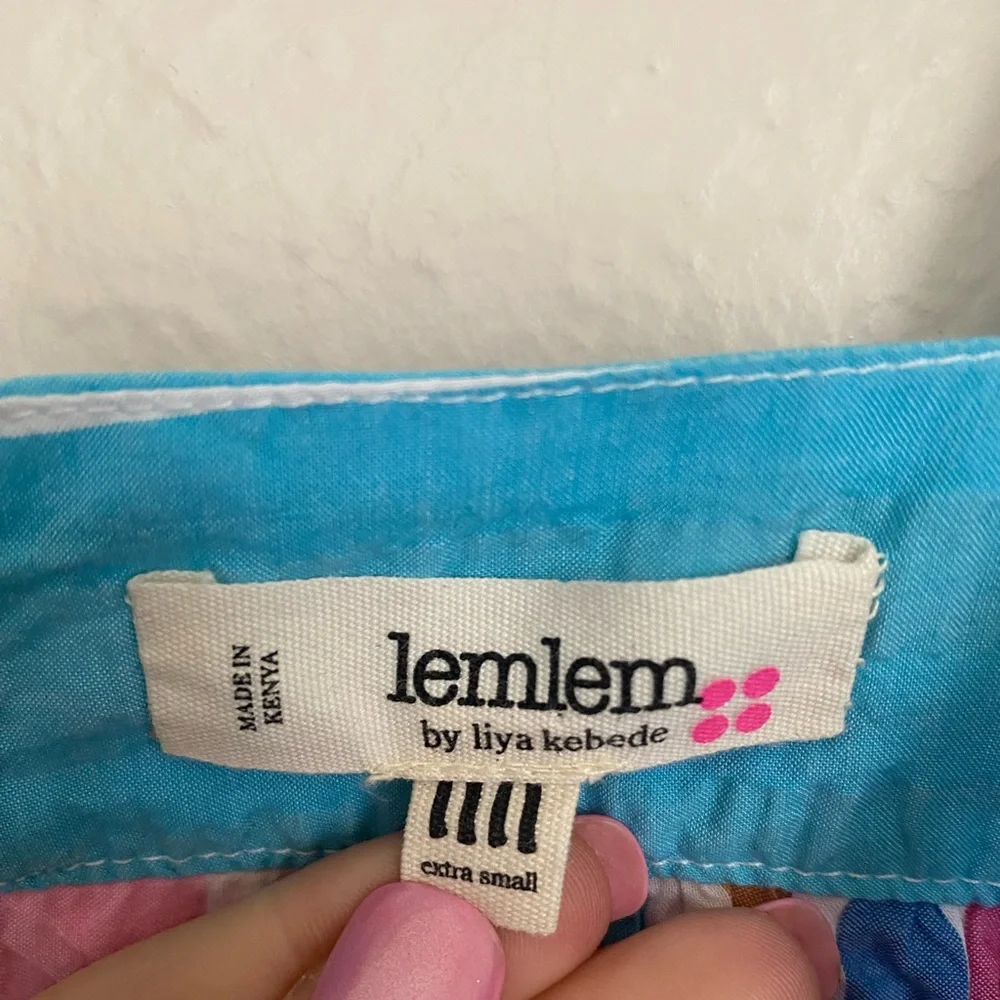 MADE IN
KENYA
lemlem
by liya kebede
extra small